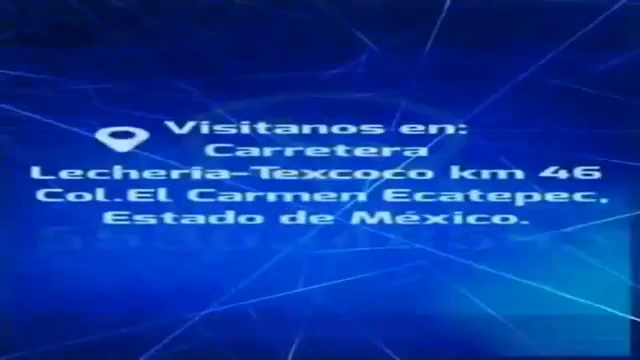 Visitanos en:
Carretera
Lechería-Texcoco km 46
Col.El Carmen Ecatepec,
Estado de México.